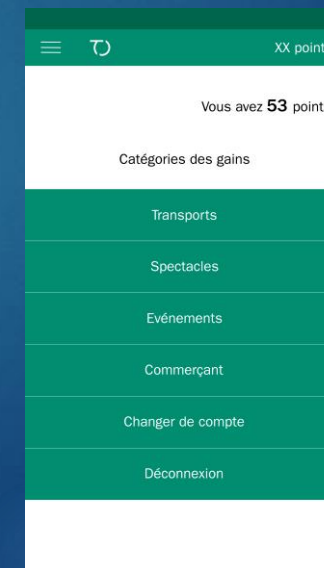 XX point
Vous avez 53 point
Catégories des gains
Transports
Spectacles
Evénements
Commerçant
Changer de compte
Déconnexion